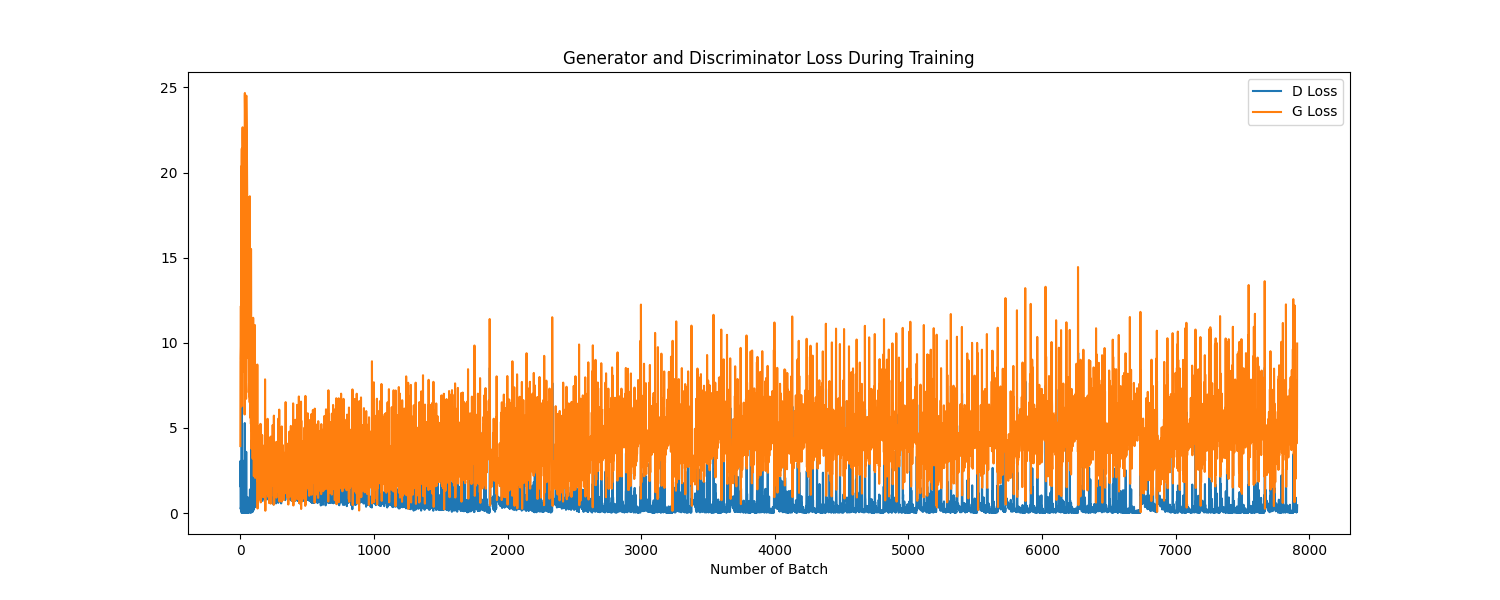 Generator and Discriminator Loss During Training
D Loss
G Loss
25
20
15
10
5
0
0 1000 2000 3000 4000 5000 6000 7000 8000
Number of Batch